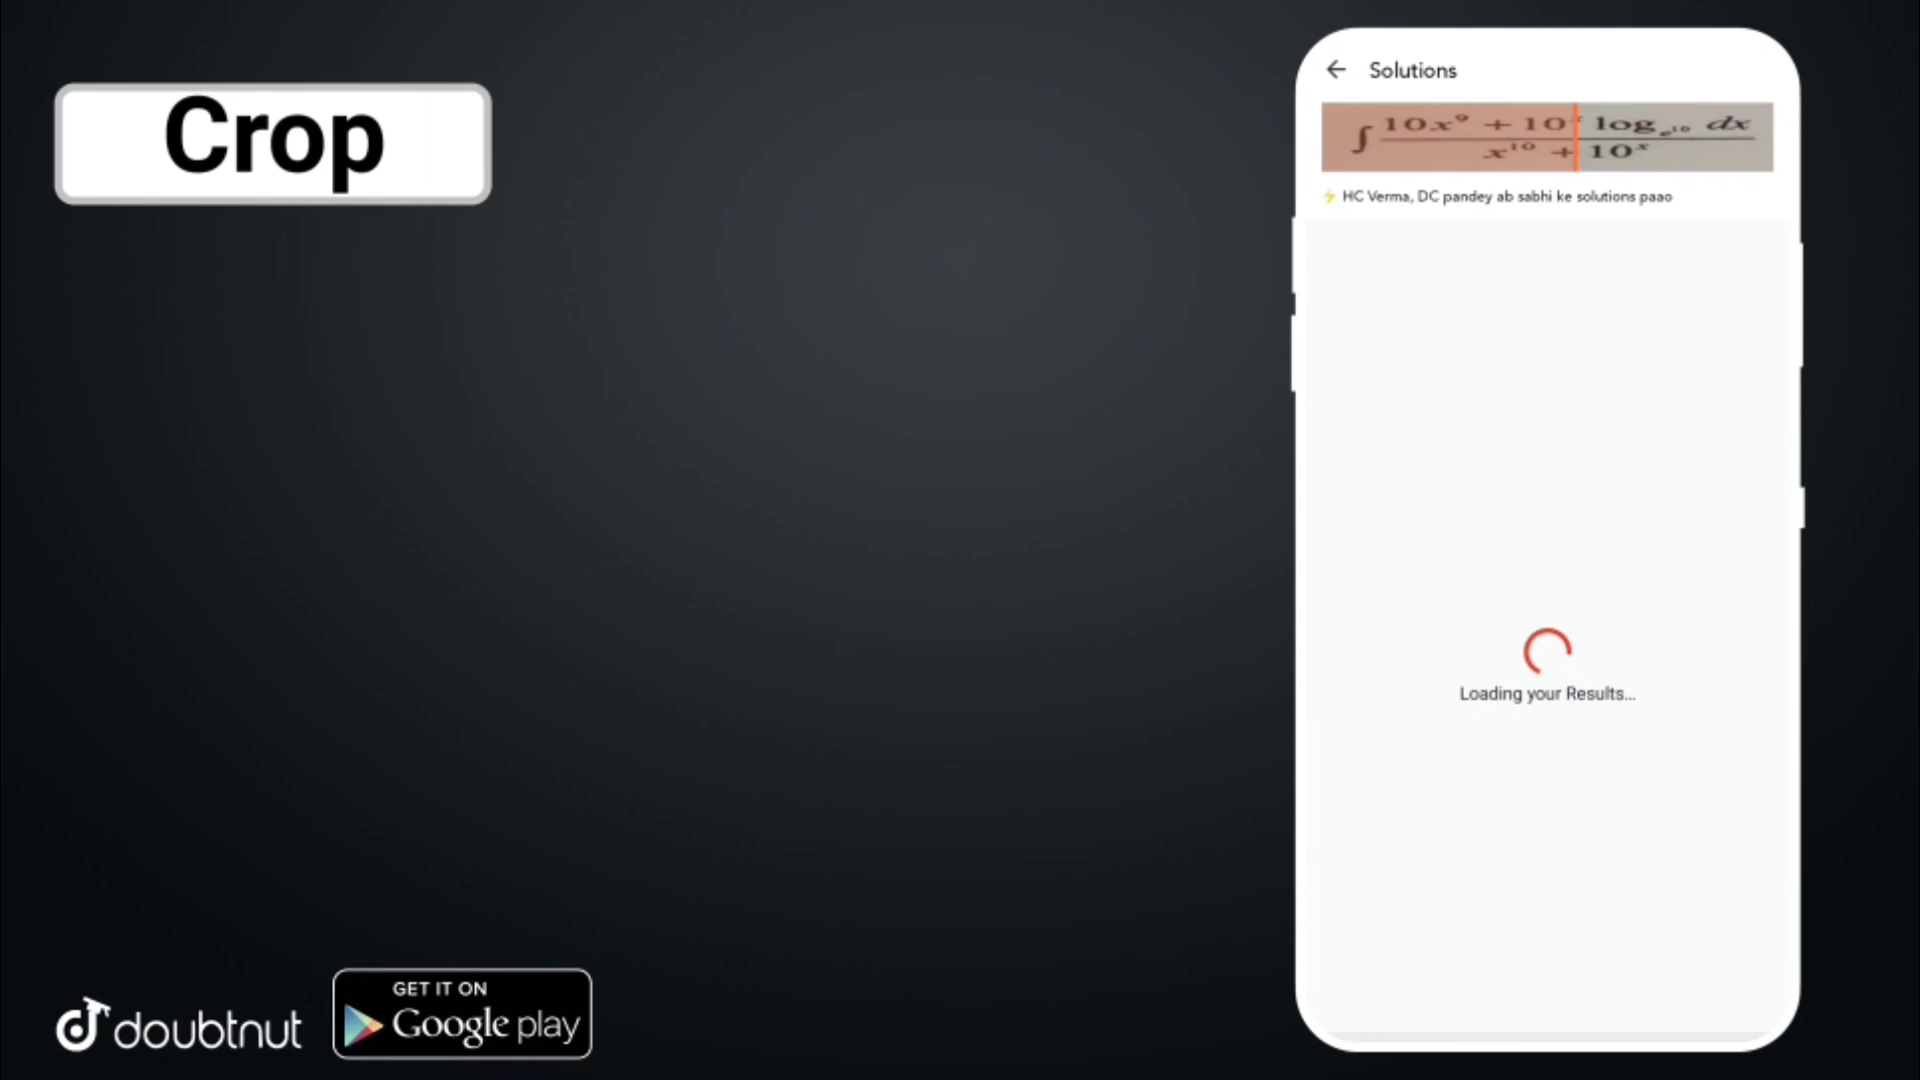 Crop
Solutions
∫ 10x⁹ + 10ˣ logₑ¹⁰ dx
x¹⁰ + 10ˣ
⚡ HC Verma, DC pandey ab sabhi ke solutions paao
Loading your Results...
doubtnut
GET IT ON
Google play